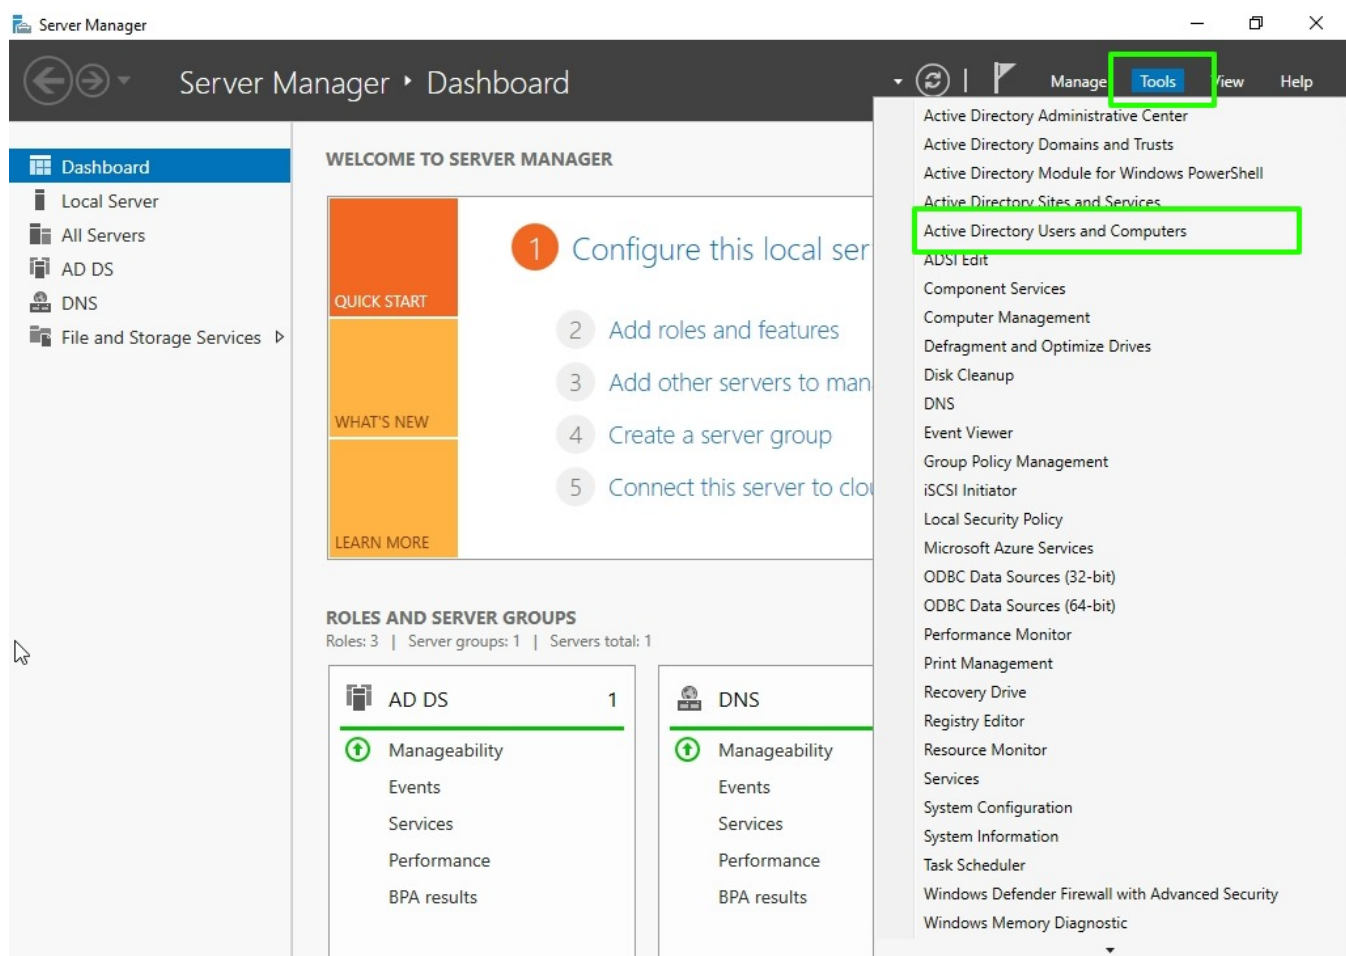 Server Manager
Server Manager ‣ Dashboard
Manage
Tools
View
Help
Dashboard
Local Server
All Servers
AD DS
DNS
File and Storage Services
WELCOME TO SERVER MANAGER
QUICK START
WHAT'S NEW
LEARN MORE
1 Configure this local ser
2 Add roles and features
3 Add other servers to man
4 Create a server group
5 Connect this server to clou
ROLES AND SERVER GROUPS
Roles: 3 | Server groups: 1 | Servers total: 1
AD DS 1
Manageability
Events
Services
Performance
BPA results
DNS
Manageability
Events
Services
Performance
BPA results
Active Directory Administrative Center
Active Directory Domains and Trusts
Active Directory Module for Windows PowerShell
Active Directory Sites and Services
Active Directory Users and Computers
ADSI Edit
Component Services
Computer Management
Defragment and Optimize Drives
Disk Cleanup
DNS
Event Viewer
Group Policy Management
iSCSI Initiator
Local Security Policy
Microsoft Azure Services
ODBC Data Sources (32-bit)
ODBC Data Sources (64-bit)
Performance Monitor
Print Management
Recovery Drive
Registry Editor
Resource Monitor
Services
System Configuration
System Information
Task Scheduler
Windows Defender Firewall with Advanced Security
Windows Memory Diagnostic